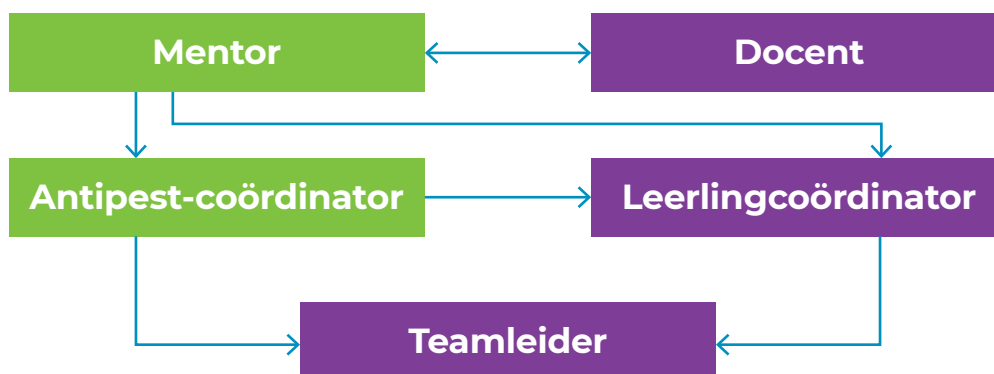 Mentor
Docent
Antipest-coördinator
Leerlingcoördinator
Teamleider